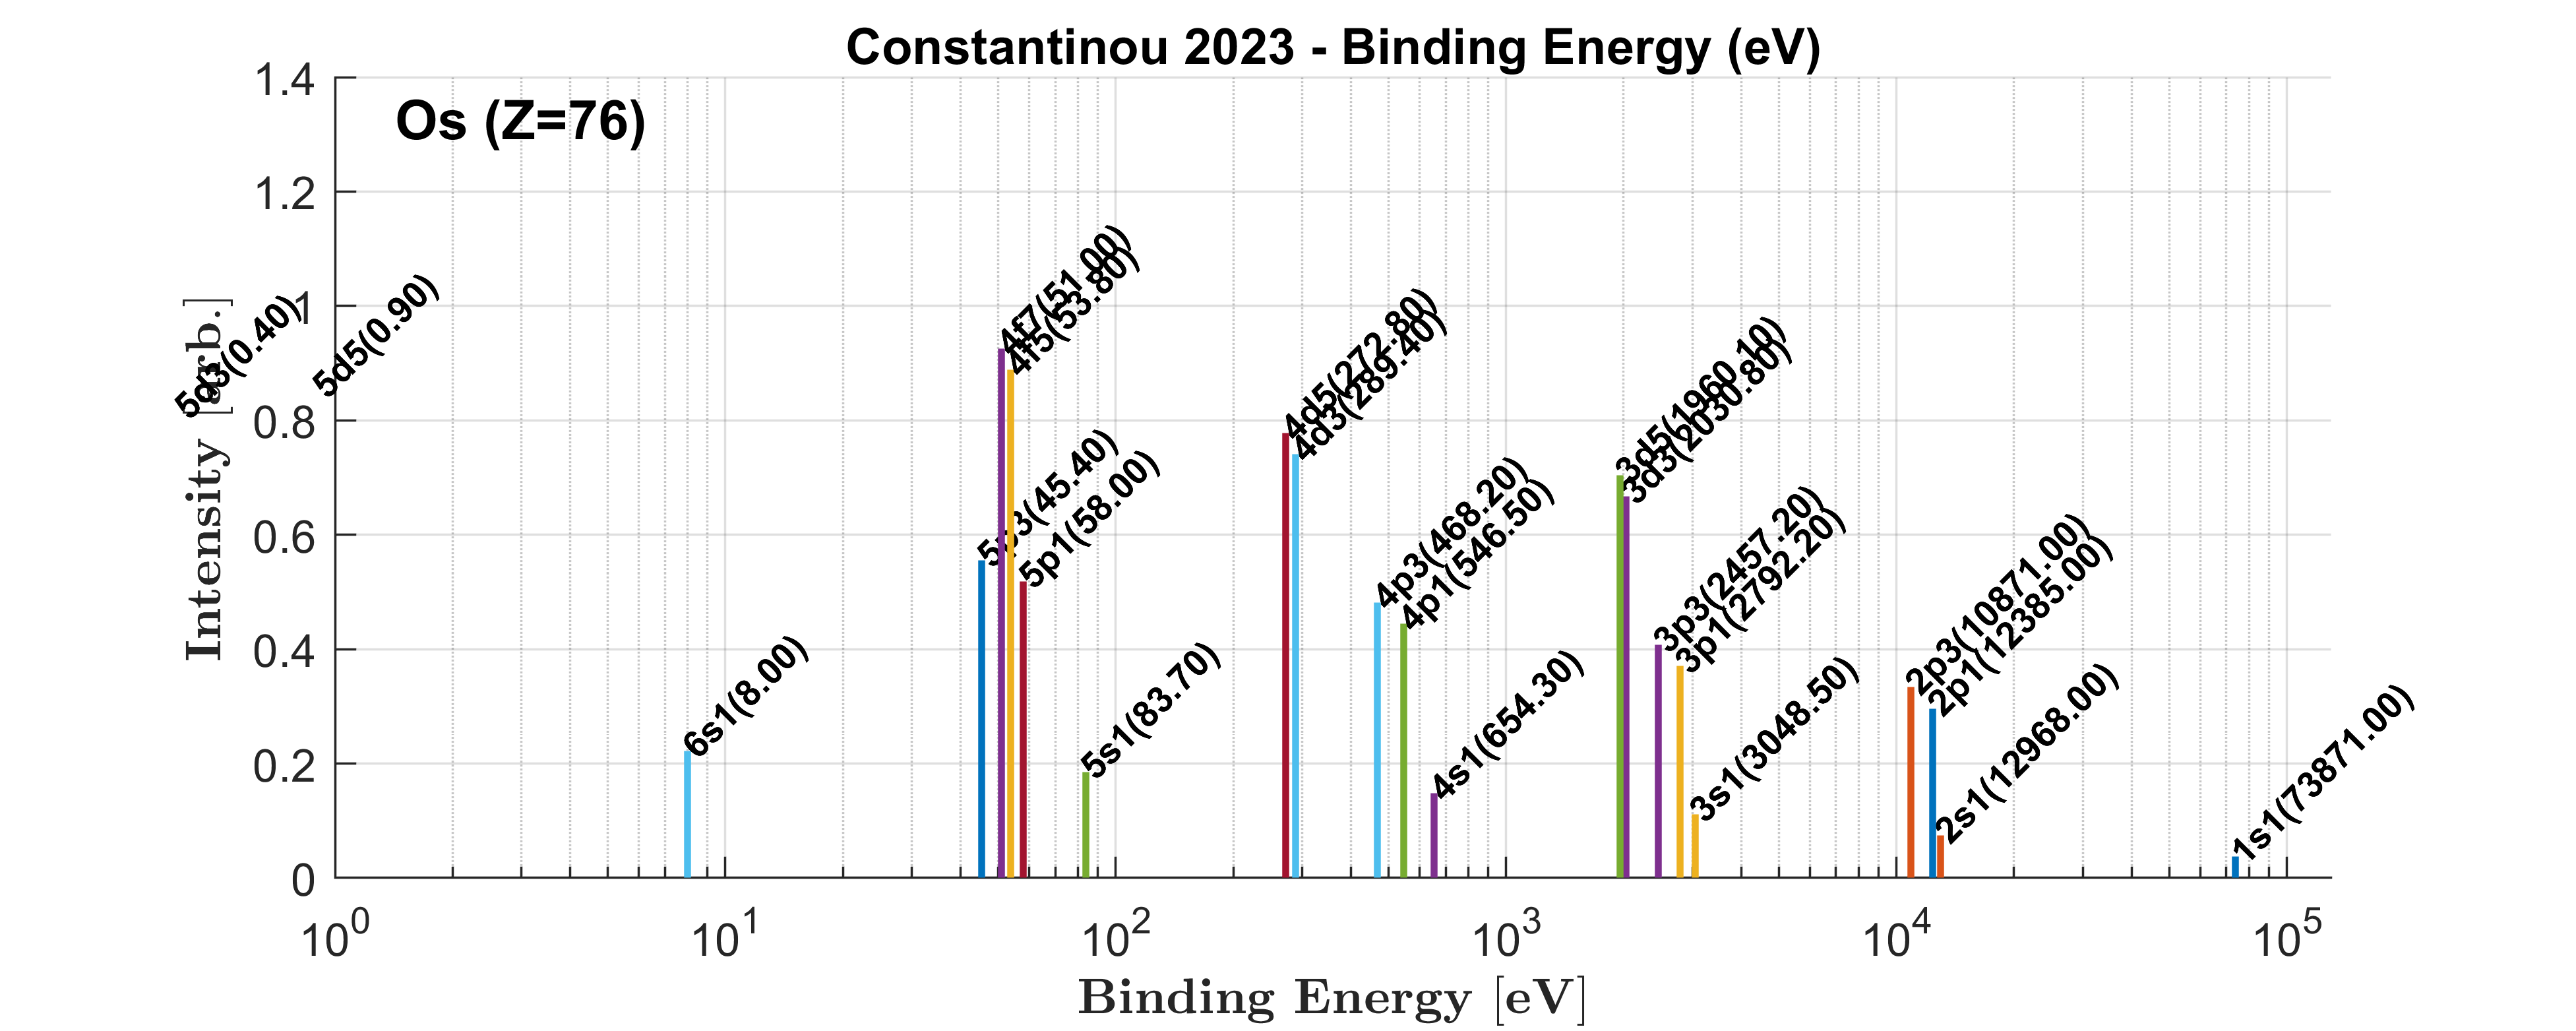 Constantinou 2023 - Binding Energy (eV)
Os (Z=76)
1.4
1.2
1
0.8
0.6
0.4
0.2
0
Intensity [arb.]
5d3(0.40)
5d5(0.90)
6s1(8.00)
5p3(45.40)
4f7(51.00)
4f5(53.80)
5p1(58.00)
5s1(83.70)
4d5(272.80)
4d3(289.40)
4p3(468.20)
4p1(546.50)
4s1(654.30)
3d5(1960.10)
3d3(2030.80)
3p3(2457.20)
3p1(2792.20)
3s1(3048.50)
2p3(10871.00)
2p1(12385.00)
2s1(12968.00)
1s1(73871.00)
10^0 10^1 10^2 10^3 10^4 10^5
Binding Energy [eV]